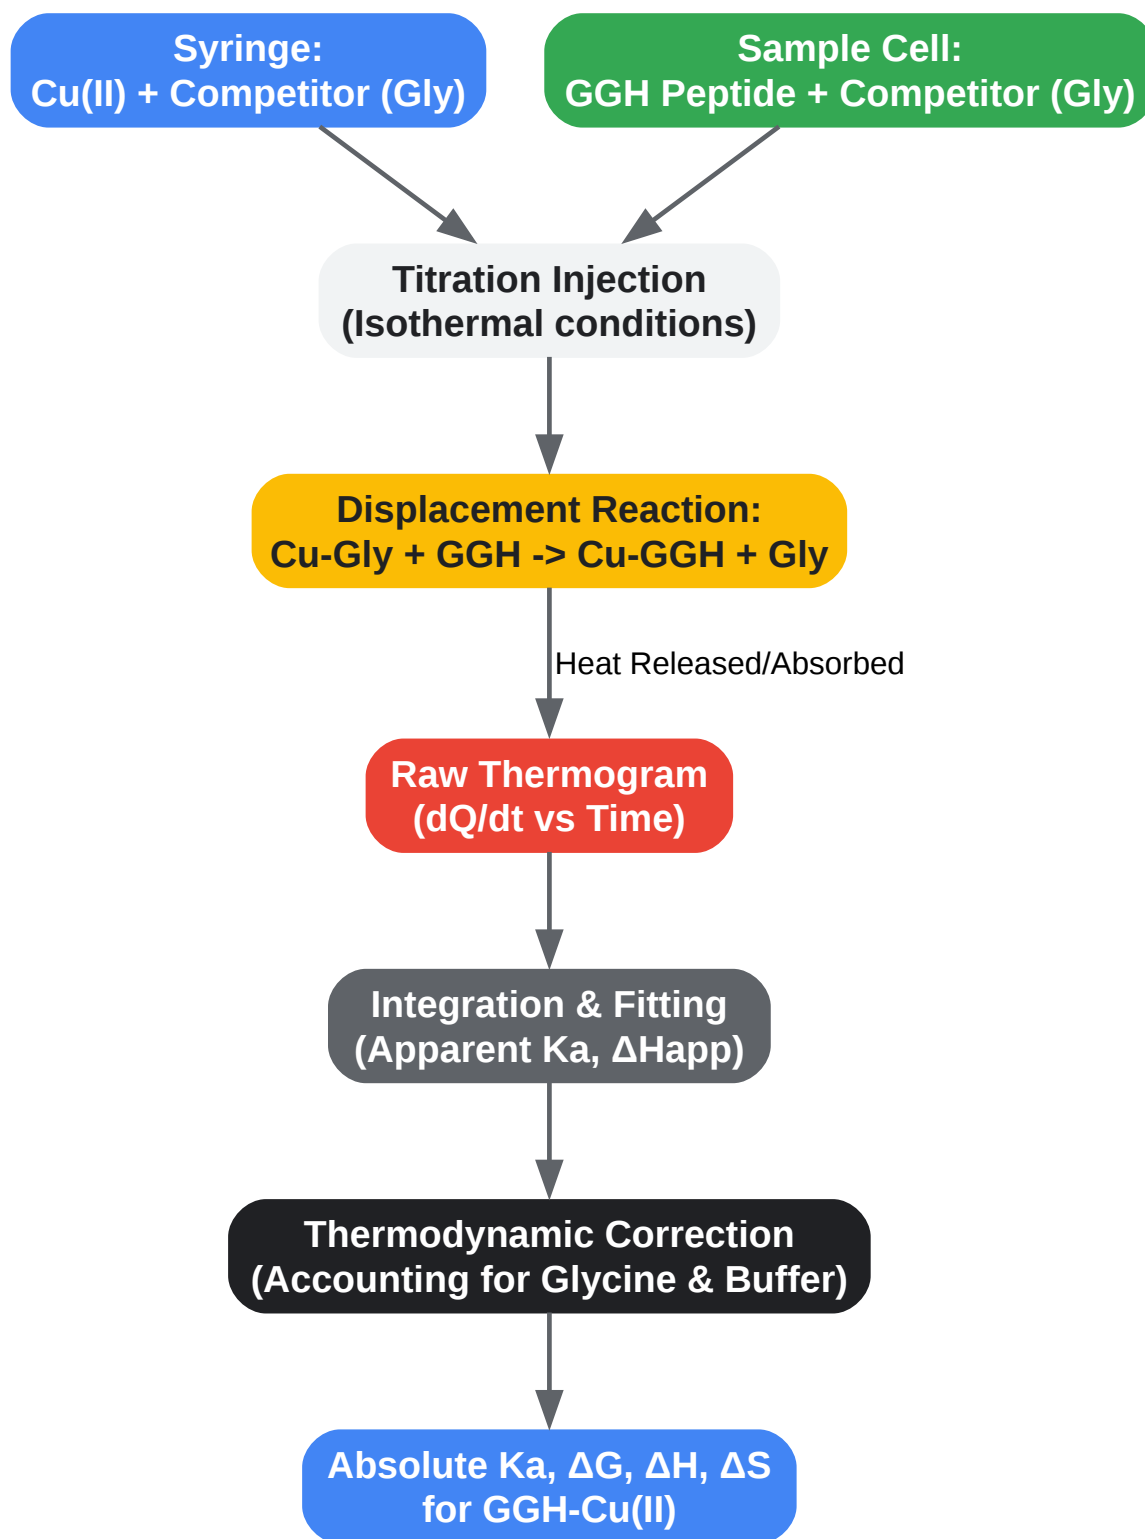 Syringe:
Cu(II) + Competitor (Gly)
Sample Cell:
GGH Peptide + Competitor (Gly)
Titration Injection
(Isothermal conditions)
Displacement Reaction:
Cu-Gly + GGH -> Cu-GGH + Gly
Heat Released/Absorbed
Raw Thermogram
(dQ/dt vs Time)
Integration & Fitting
(Apparent Ka, ΔHapp)
Thermodynamic Correction
(Accounting for Glycine & Buffer)
Absolute Ka, ΔG, ΔH, ΔS
for GGH-Cu(II)